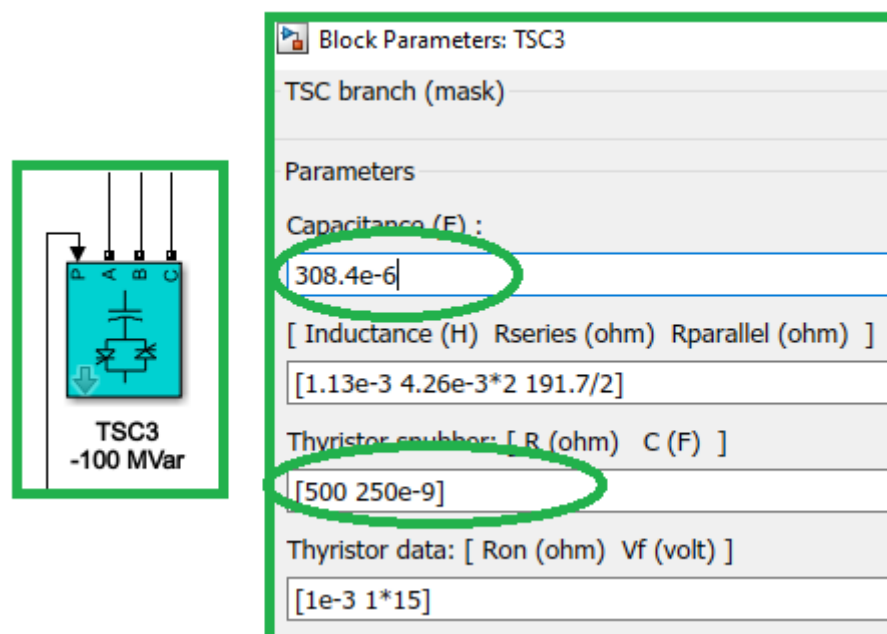 Block Parameters: TSC3
TSC branch (mask)
Parameters
Capacitance (F) :
308.4e-6
[ Inductance (H) Rseries (ohm) Rparallel (ohm) ]
[1.13e-3 4.26e-3*2 191.7/2]
Thyristor snubber: [ R (ohm) C (F) ]
[500 250e-9]
Thyristor data: [ Ron (ohm) Vf (volt) ]
[1e-3 1*15]
P A B C
TSC3
-100 MVar